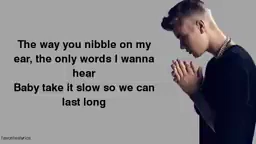 The way you nibble on my
ear, the only words I wanna
hear
Baby take it slow so we can
last long